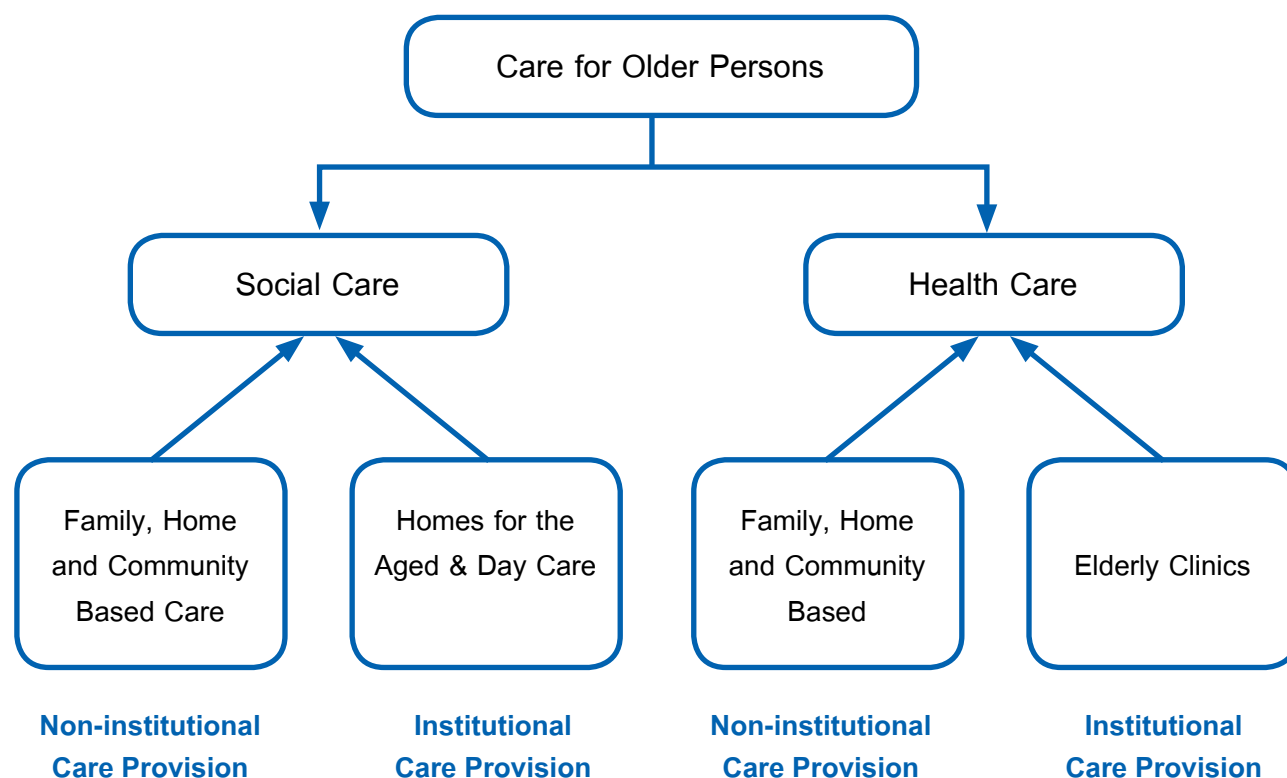 Care for Older Persons
Social Care
Health Care
Family, Home
and Community
Based Care
Homes for the
Aged & Day Care
Family, Home
and Community
Based
Elderly Clinics
Non-institutional
Care Provision
Institutional
Care Provision
Non-institutional
Care Provision
Institutional
Care Provision